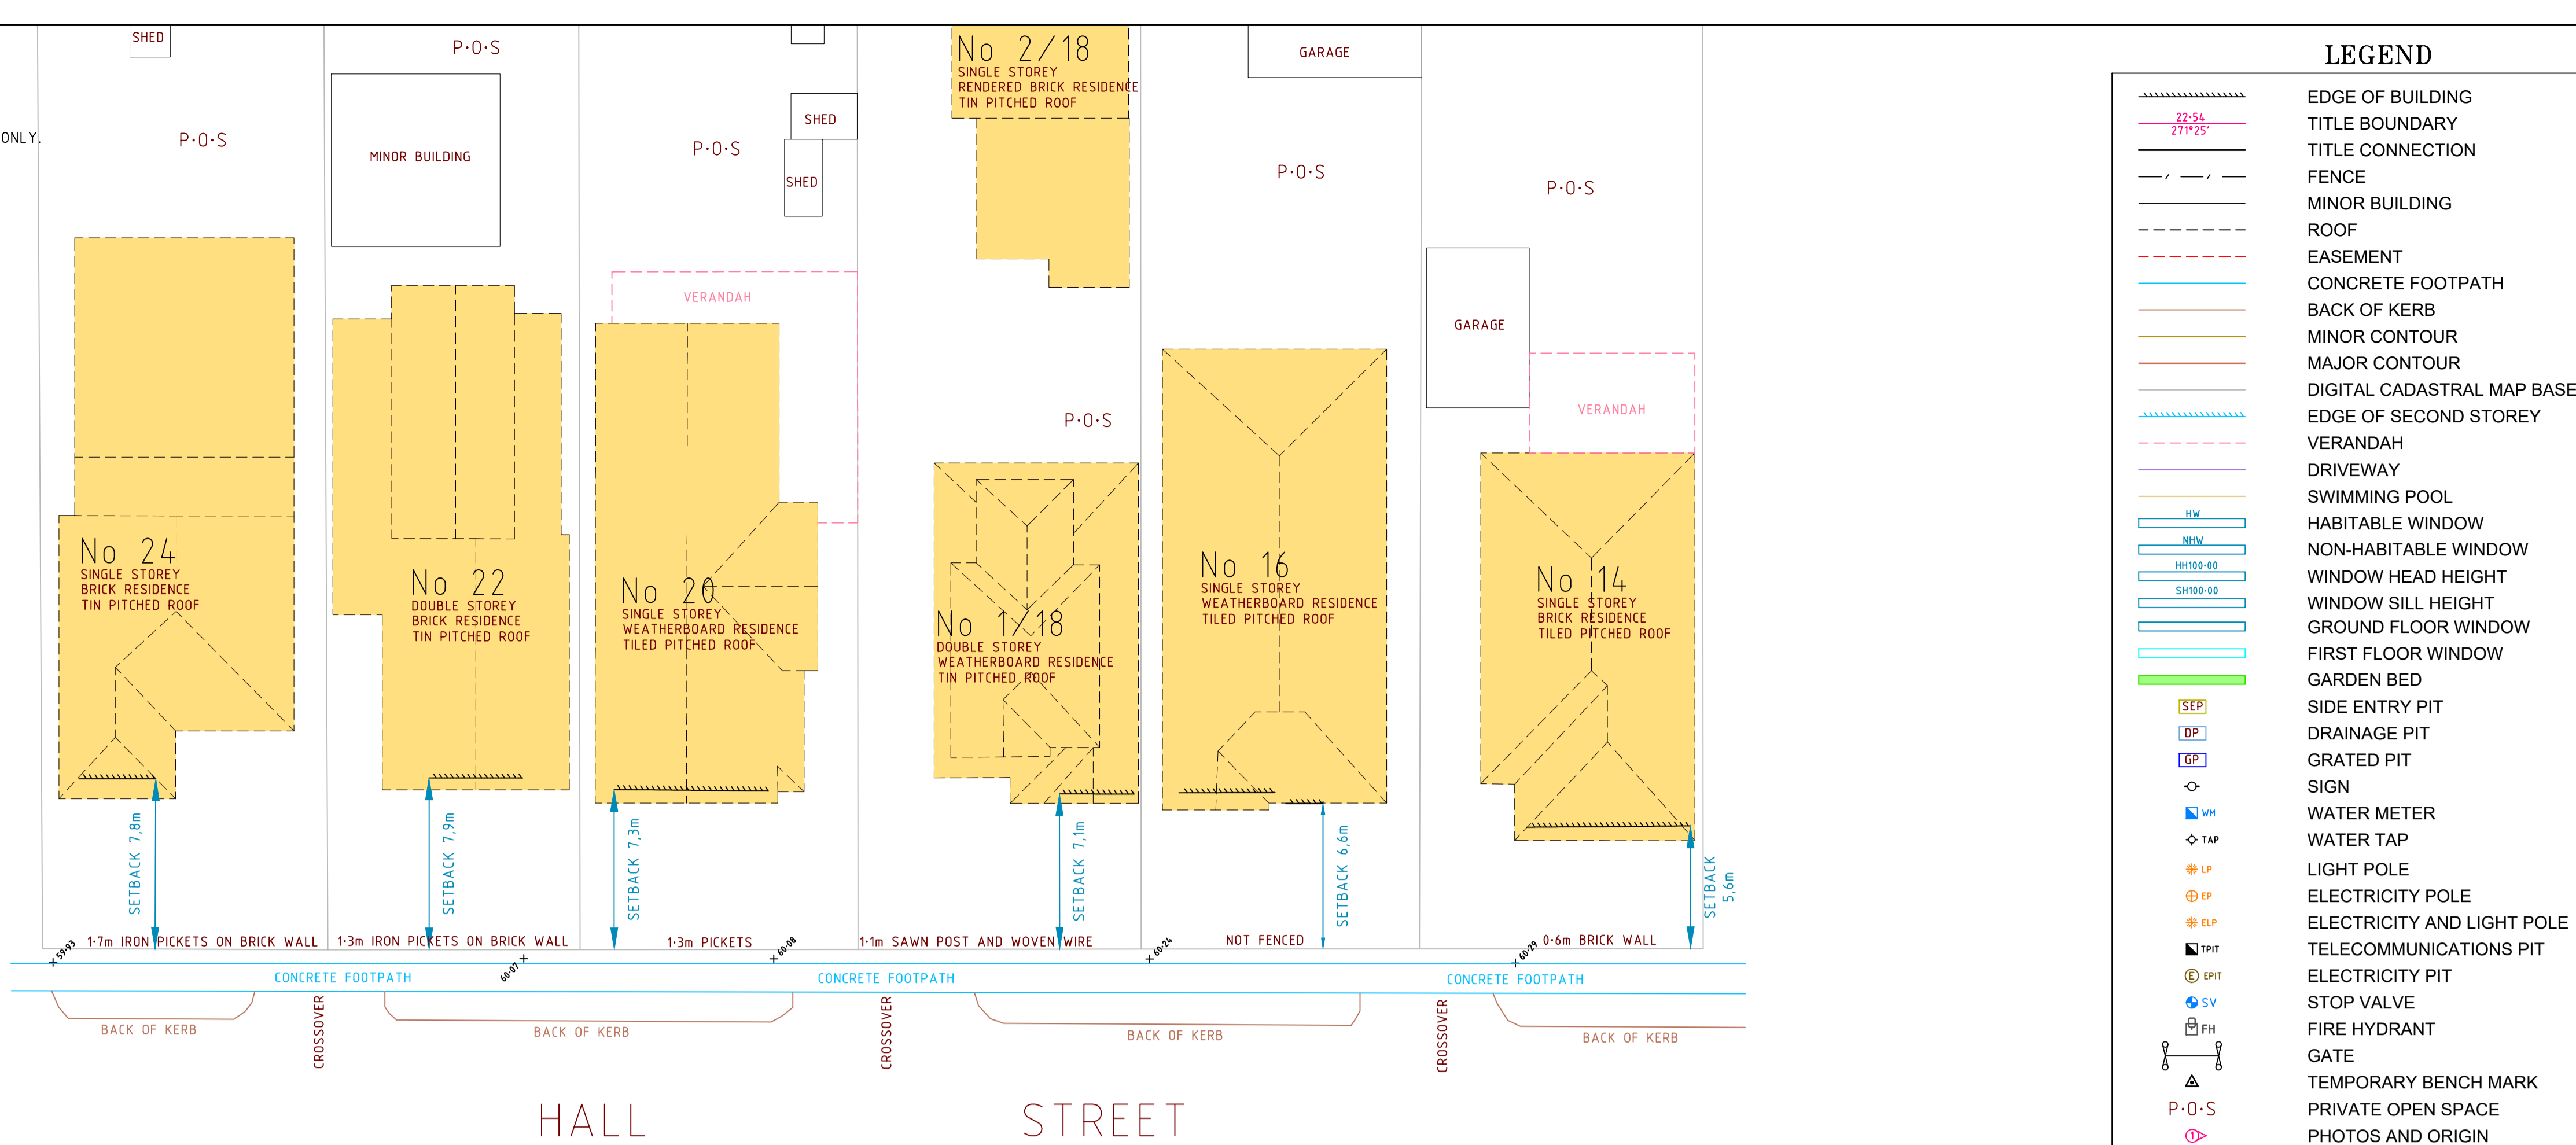 SHED
P·O·S
ONLY.
P·O·S
MINOR BUILDING
P·O·S
SHED
SHED
No 2/18
SINGLE STOREY
RENDERED BRICK RESIDENCE
TIN PITCHED ROOF
GARAGE
P·O·S
P·O·S
VERANDAH
GARAGE
VERANDAH
P·O·S
No 24
SINGLE STOREY
BRICK RESIDENCE
TIN PITCHED ROOF
No 22
DOUBLE STOREY
BRICK RESIDENCE
TIN PITCHED ROOF
No 20
SINGLE STOREY
WEATHERBOARD RESIDENCE
TILED PITCHED ROOF
No 1/18
DOUBLE STOREY
WEATHERBOARD RESIDENCE
TIN PITCHED ROOF
No 16
SINGLE STOREY
WEATHERBOARD RESIDENCE
TILED PITCHED ROOF
No 14
SINGLE STOREY
BRICK RESIDENCE
TILED PITCHED ROOF
SETBACK 7,8m
SETBACK 7,9m
SETBACK 7,3m
SETBACK 7,1m
SETBACK 6,6m
SETBACK
5,6m
1·7m IRON PICKETS ON BRICK WALL
1·3m IRON PICKETS ON BRICK WALL
1·3m PICKETS
1·1m SAWN POST AND WOVEN WIRE
NOT FENCED
0·6m BRICK WALL
59·93
60·07
60·08
60·24
60·29
CONCRETE FOOTPATH
CONCRETE FOOTPATH
CONCRETE FOOTPATH
BACK OF KERB
CROSSOVER
BACK OF KERB
CROSSOVER
BACK OF KERB
CROSSOVER
BACK OF KERB
HALL STREET
LEGEND
EDGE OF BUILDING
22·54
271°25'
TITLE BOUNDARY
TITLE CONNECTION
FENCE
MINOR BUILDING
ROOF
EASEMENT
CONCRETE FOOTPATH
BACK OF KERB
MINOR CONTOUR
MAJOR CONTOUR
DIGITAL CADASTRAL MAP BASE
EDGE OF SECOND STOREY
VERANDAH
DRIVEWAY
SWIMMING POOL
HW HABITABLE WINDOW
NHW NON-HABITABLE WINDOW
HH100·00 WINDOW HEAD HEIGHT
SH100·00 WINDOW SILL HEIGHT
GROUND FLOOR WINDOW
FIRST FLOOR WINDOW
GARDEN BED
SEP SIDE ENTRY PIT
DP DRAINAGE PIT
GP GRATED PIT
SIGN
WM WATER METER
TAP WATER TAP
LP LIGHT POLE
EP ELECTRICITY POLE
ELP ELECTRICITY AND LIGHT POLE
TPIT TELECOMMUNICATIONS PIT
E EPIT ELECTRICITY PIT
SV STOP VALVE
FH FIRE HYDRANT
GATE
TEMPORARY BENCH MARK
P·O·S PRIVATE OPEN SPACE
1 PHOTOS AND ORIGIN